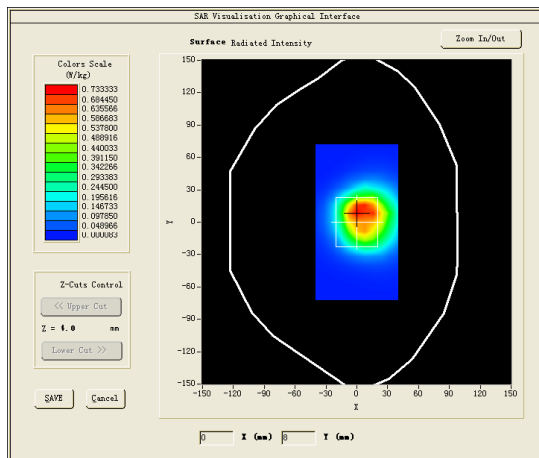 SAR Visualisation Graphical Interface
Surface Radiated Intensity
Zoom In/Out
Colors Scale
(W/kg)
0.733333
0.684450
0.635566
0.586683
0.537800
0.488916
0.440033
0.391150
0.342266
0.293383
0.244500
0.195616
0.146733
0.097850
0.048966
0.000083
Z-Cuts Control
<< Upper Cut
Z = 4.0 mm
Lower Cut >>
SAVE
Cancel
150
120
90
60
30
0
-30
-60
-90
-120
-150
Y
-150 -120 -90 -60 -30 0 30 60 90 120 150
X
0 X (mm) 8 Y (mm)